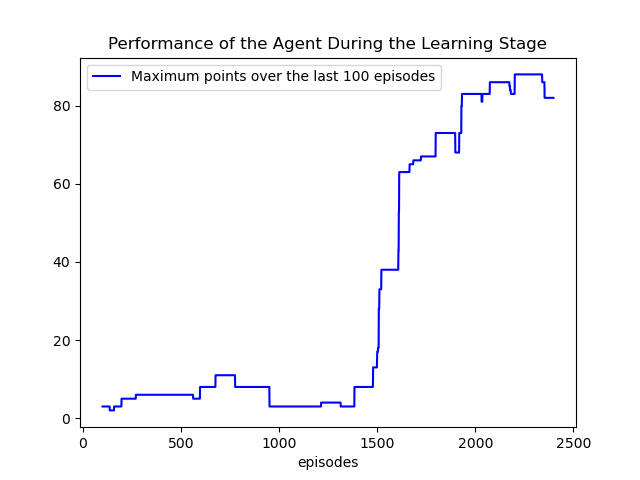 Performance of the Agent During the Learning Stage
Maximum points over the last 100 episodes
80
60
40
20
0
0 500 1000 1500 2000 2500
episodes